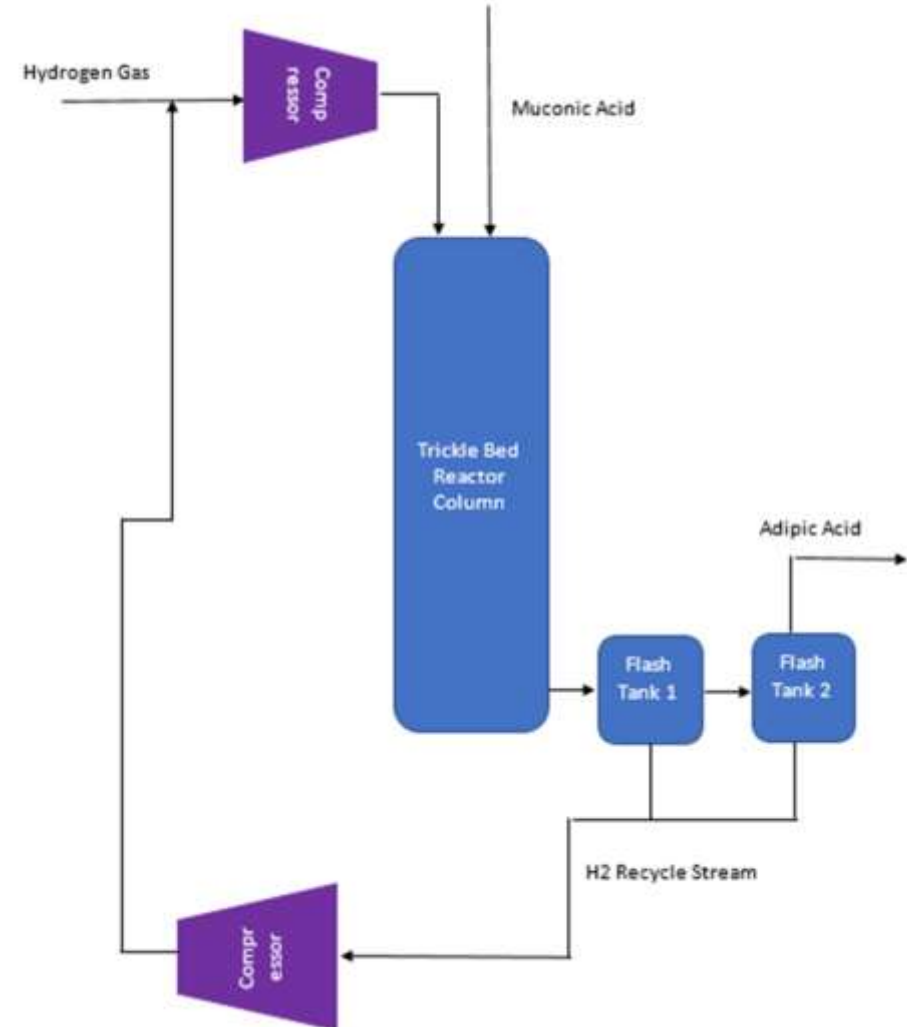 Hydrogen Gas
Comp
ressor
Muconic Acid
Trickle Bed
Reactor
Column
Adipic Acid
Flash
Tank 1
Flash
Tank 2
H2 Recycle Stream
Compr
essor